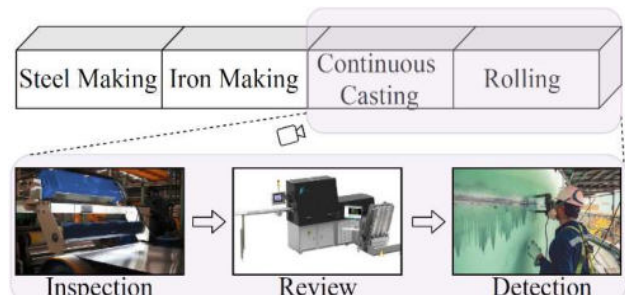 Steel Making
Iron Making
Continuous
Casting
Rolling
Inspection
Review
Detection